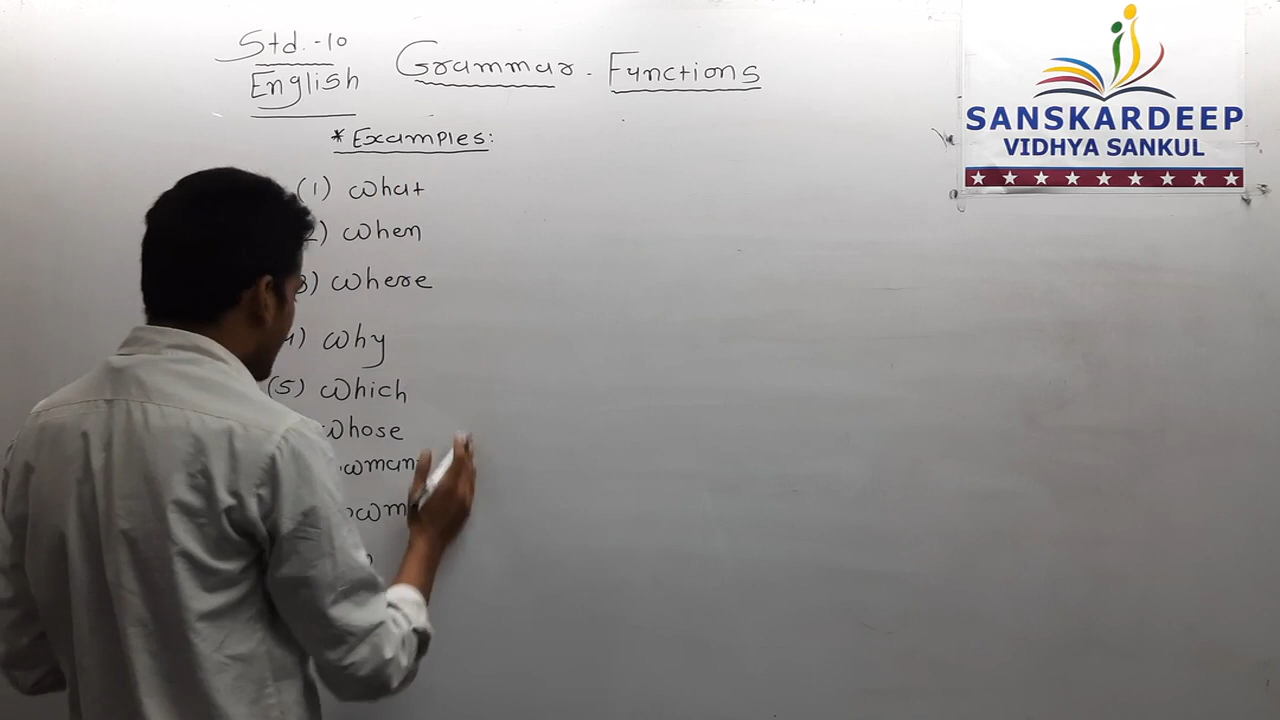 Std.-10
English
Grammar. Functions
* Examples:
(1) What
2) When
3) Where
4) Why
(5) Which
Whose
SANSKARDEEP
VIDHYA SANKUL